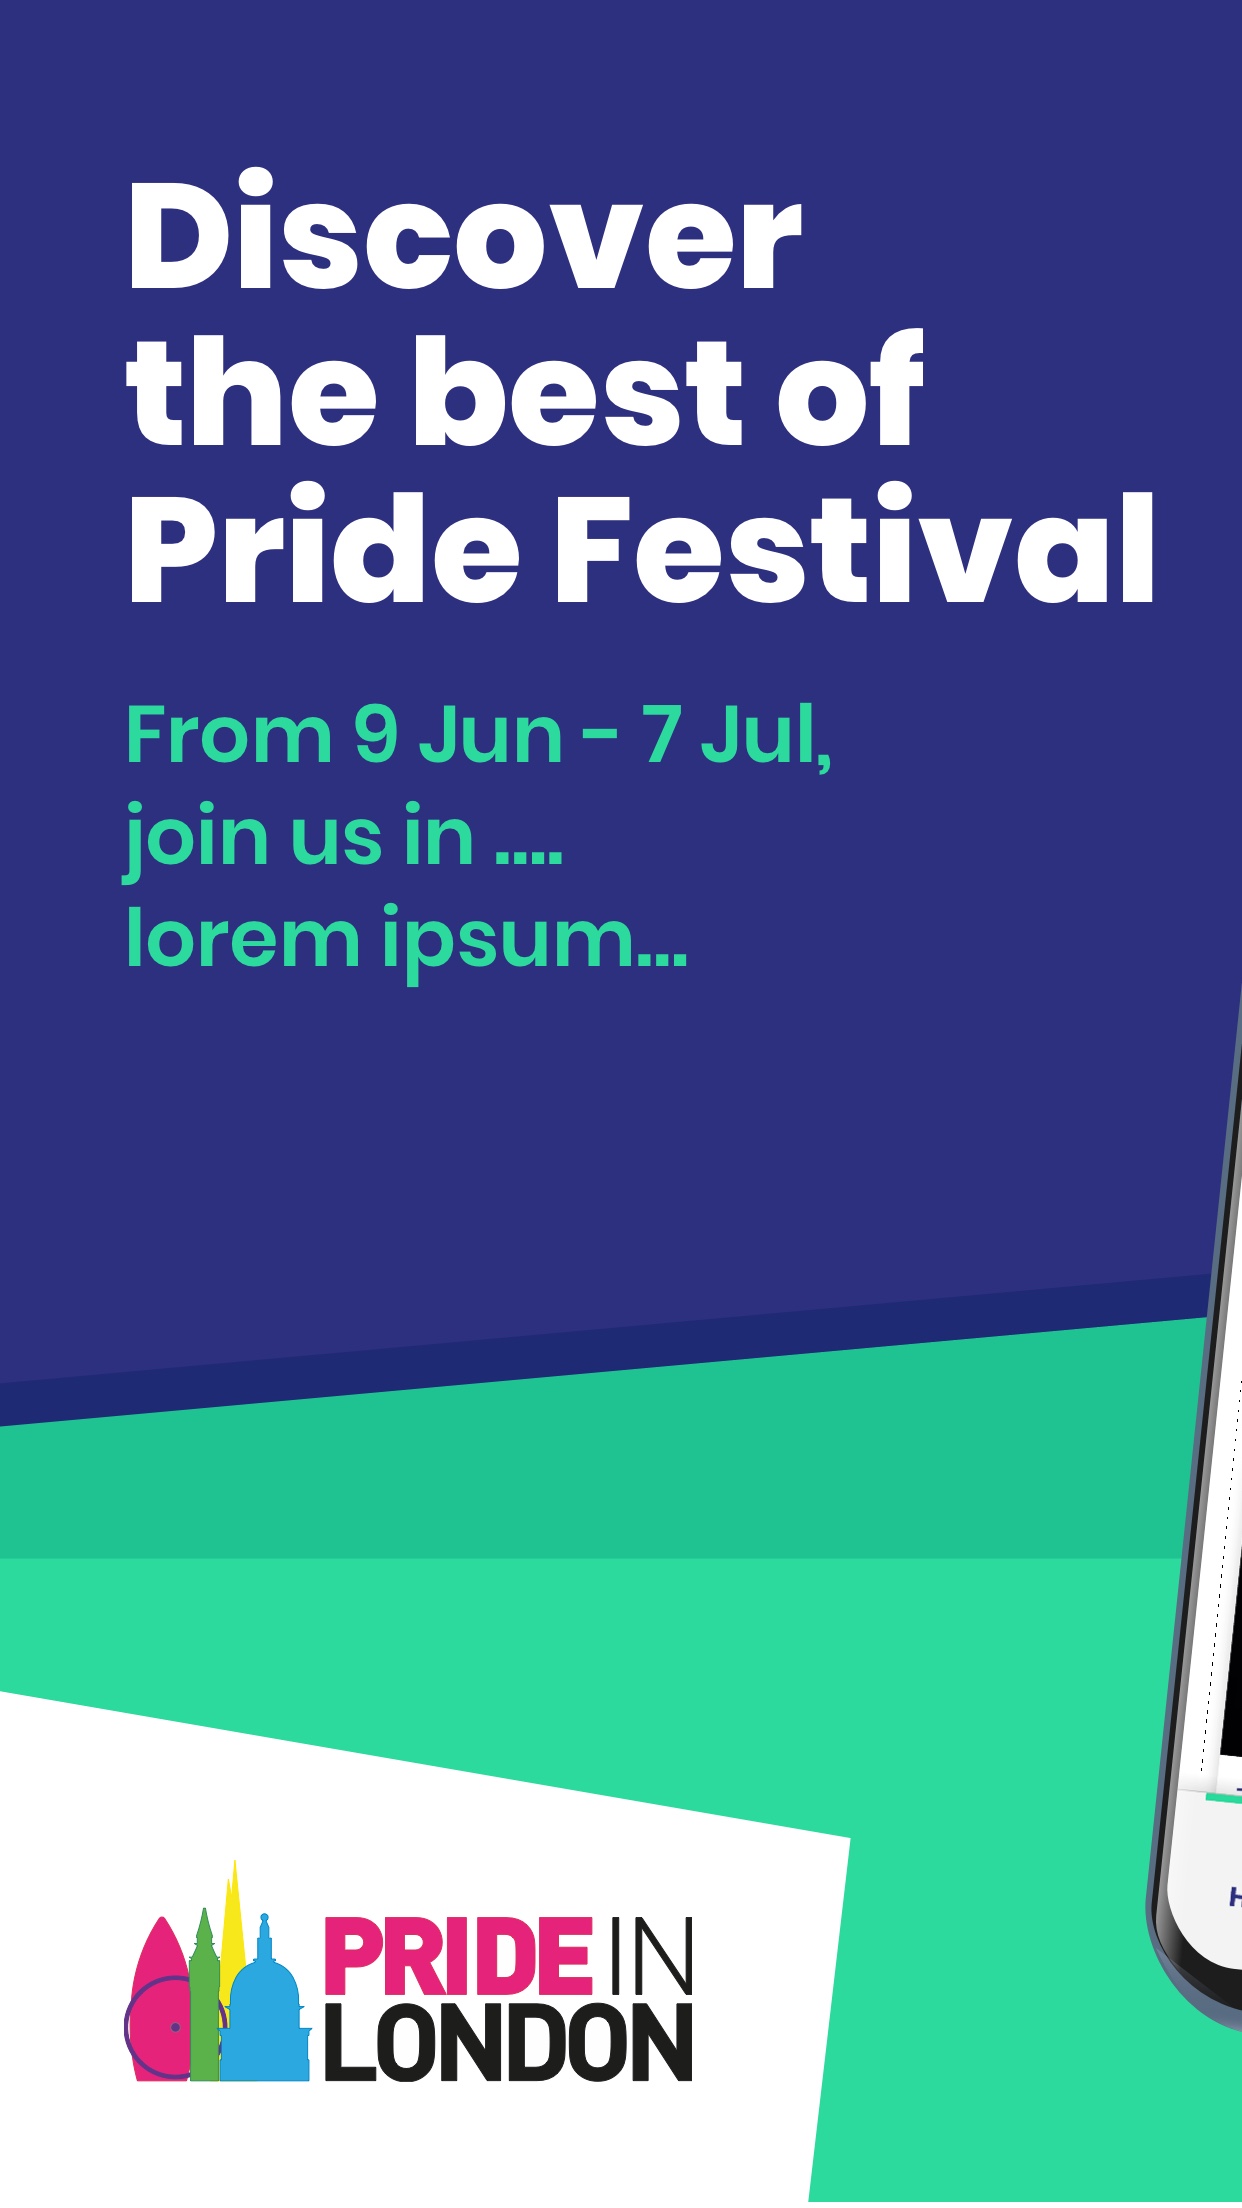 Discover
the best of
Pride Festival
From 9 Jun - 7 Jul,
join us in ....
lorem ipsum...
PRIDE IN
LONDON